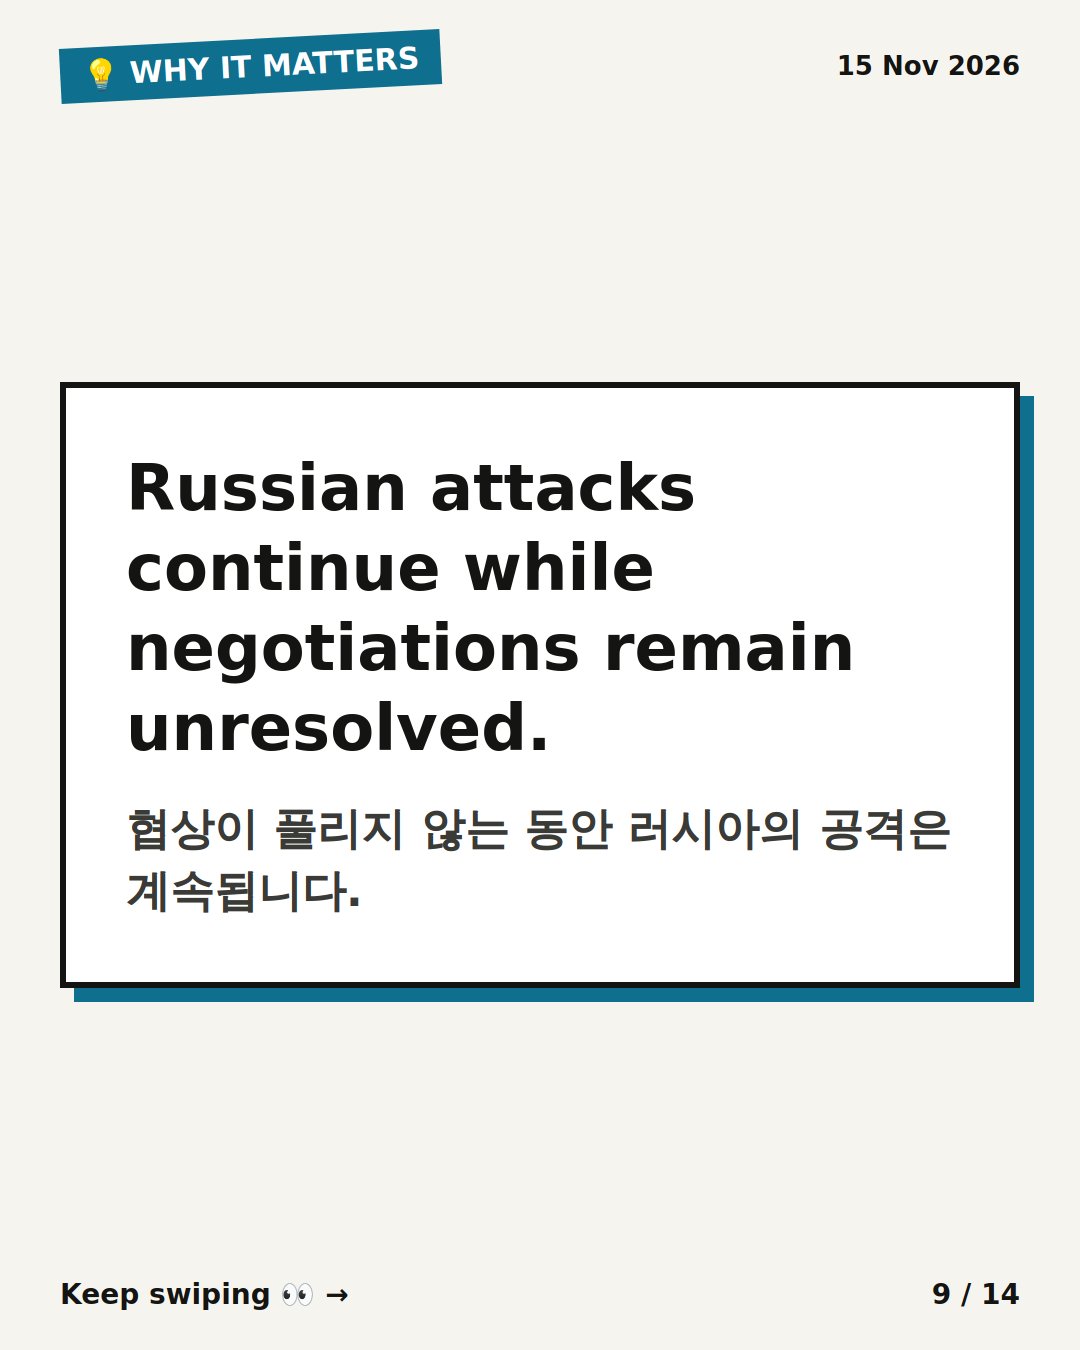 💡 WHY IT MATTERS
15 Nov 2026
Russian attacks
continue while
negotiations remain
unresolved.
협상이 풀리지 않는 동안 러시아의 공격은
계속됩니다.
Keep swiping 👀 →
9 / 14